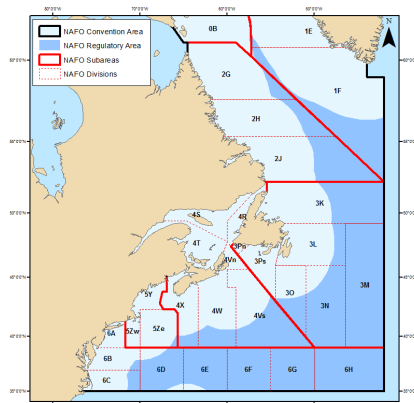 NAFO Convention Area
NAFO Regulatory Area
NAFO Subareas
NAFO Divisions
N
0B
1E
2G
1F
2H
2J
3K
4S
4R
4T
3L
3Pn
4Vn
3Ps
3M
5Y
4X
3O
3N
4W
4Vs
6A
5Zw
5Ze
6B
6C
6D
6E
6F
6G
6H